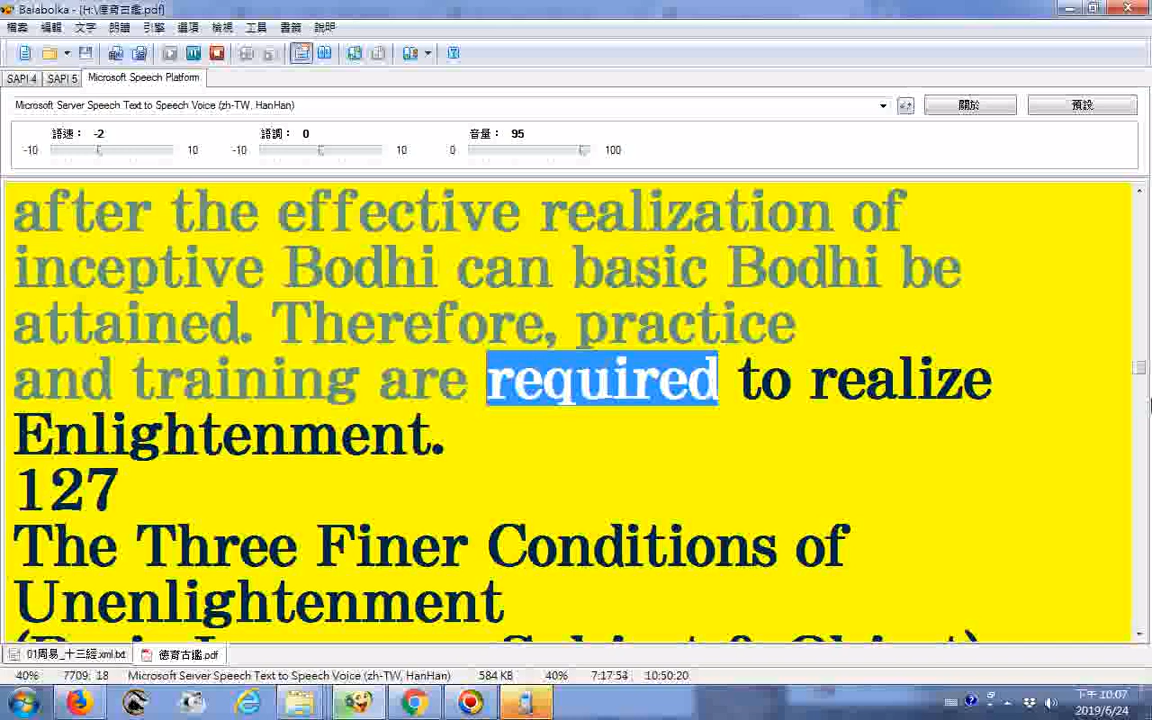 Balabolka - [H:\德育古鑑.pdf]
檔案 編輯 文字 朗讀 引擎 選項 檢視 工具 書籤 說明
SAPI 4 SAPI 5 Microsoft Speech Platform
Microsoft Server Speech Text to Speech Voice (zh-TW, HanHan) 關於 預設
語速： -2 語調： 0 音量： 95
-10 10 -10 10 0 100
after the effective realization of
inceptive Bodhi can basic Bodhi be
attained. Therefore, practice
and training are required to realize
Enlightenment.
127
The Three Finer Conditions of
Unenlightenment
01周易_十三經.xml.txt 德育古鑑.pdf
40% 7709, 18 Microsoft Server Speech Text to Speech Voice (zh-TW, HanHan) 584 KB 40% 7:17:53 10:50:20
下午 10:07
2019/6/24